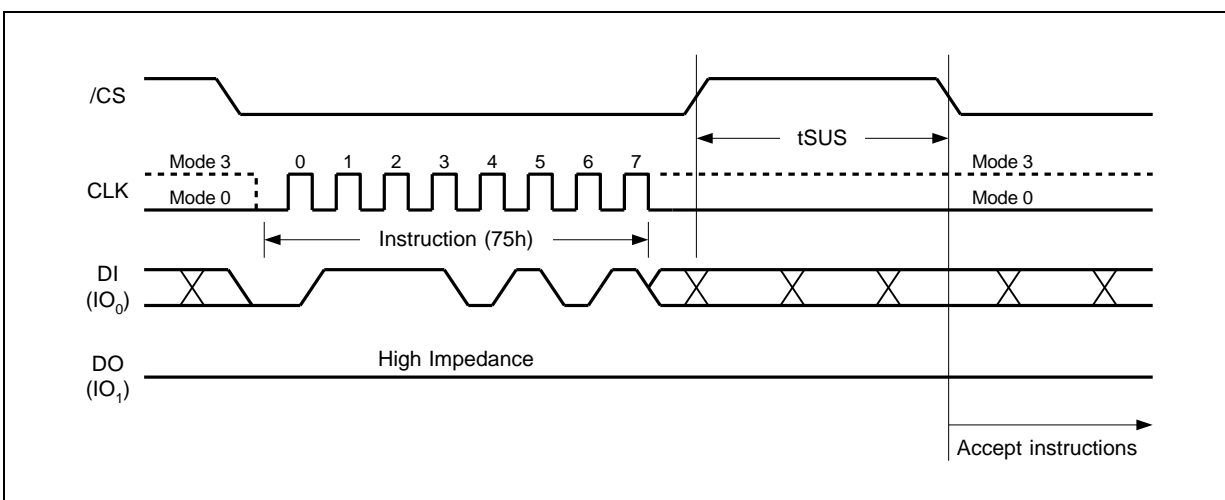 /CS
tSUS
Mode 3 0 1 2 3 4 5 6 7 Mode 3
CLK
Mode 0 Mode 0
Instruction (75h)
DI
(IO0)
High Impedance
DO
(IO1)
Accept instructions